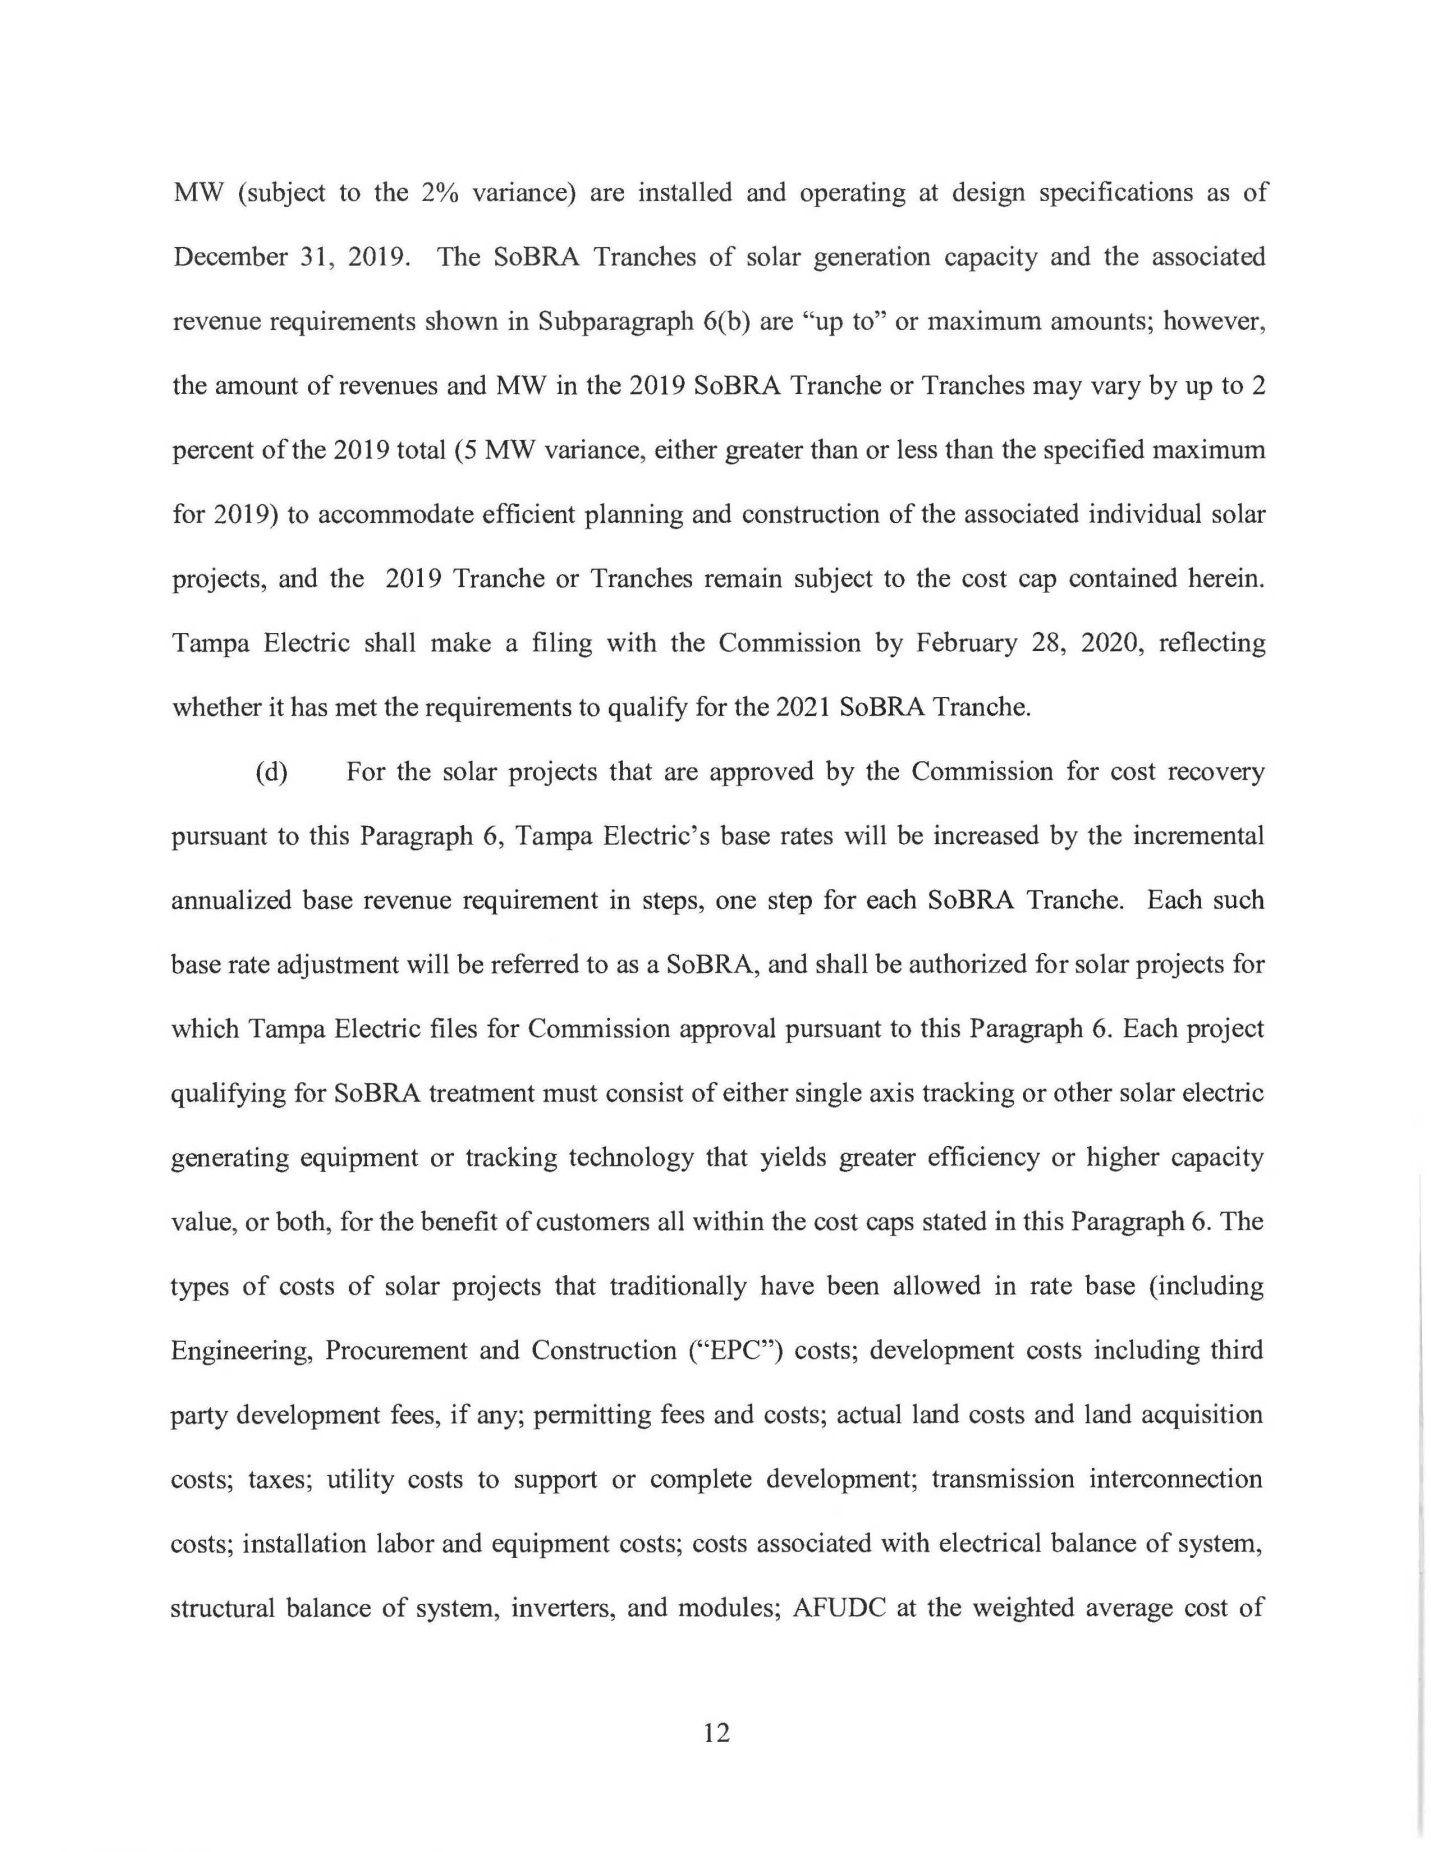 MW (subject to the 2% variance) are installed and operating at design specifications as of
December 31, 2019. The SoBRA Tranches of solar generation capacity and the associated
revenue requirements shown in Subparagraph 6(b) are “up to” or maximum amounts; however,
the amount of revenues and MW in the 2019 SoBRA Tranche or Tranches may vary by up to 2
percent of the 2019 total (5 MW variance, either greater than or less than the specified maximum
for 2019) to accommodate efficient planning and construction of the associated individual solar
projects, and the 2019 Tranche or Tranches remain subject to the cost cap contained herein.
Tampa Electric shall make a filing with the Commission by February 28, 2020, reflecting
whether it has met the requirements to qualify for the 2021 SoBRA Tranche.
(d) For the solar projects that are approved by the Commission for cost recovery
pursuant to this Paragraph 6, Tampa Electric’s base rates will be increased by the incremental
annualized base revenue requirement in steps, one step for each SoBRA Tranche. Each such
base rate adjustment will be referred to as a SoBRA, and shall be authorized for solar projects for
which Tampa Electric files for Commission approval pursuant to this Paragraph 6. Each project
qualifying for SoBRA treatment must consist of either single axis tracking or other solar electric
generating equipment or tracking technology that yields greater efficiency or higher capacity
value, or both, for the benefit of customers all within the cost caps stated in this Paragraph 6. The
types of costs of solar projects that traditionally have been allowed in rate base (including
Engineering, Procurement and Construction (“EPC”) costs; development costs including third
party development fees, if any; permitting fees and costs; actual land costs and land acquisition
costs; taxes; utility costs to support or complete development; transmission interconnection
costs; installation labor and equipment costs; costs associated with electrical balance of system,
structural balance of system, inverters, and modules; AFUDC at the weighted average cost of
12